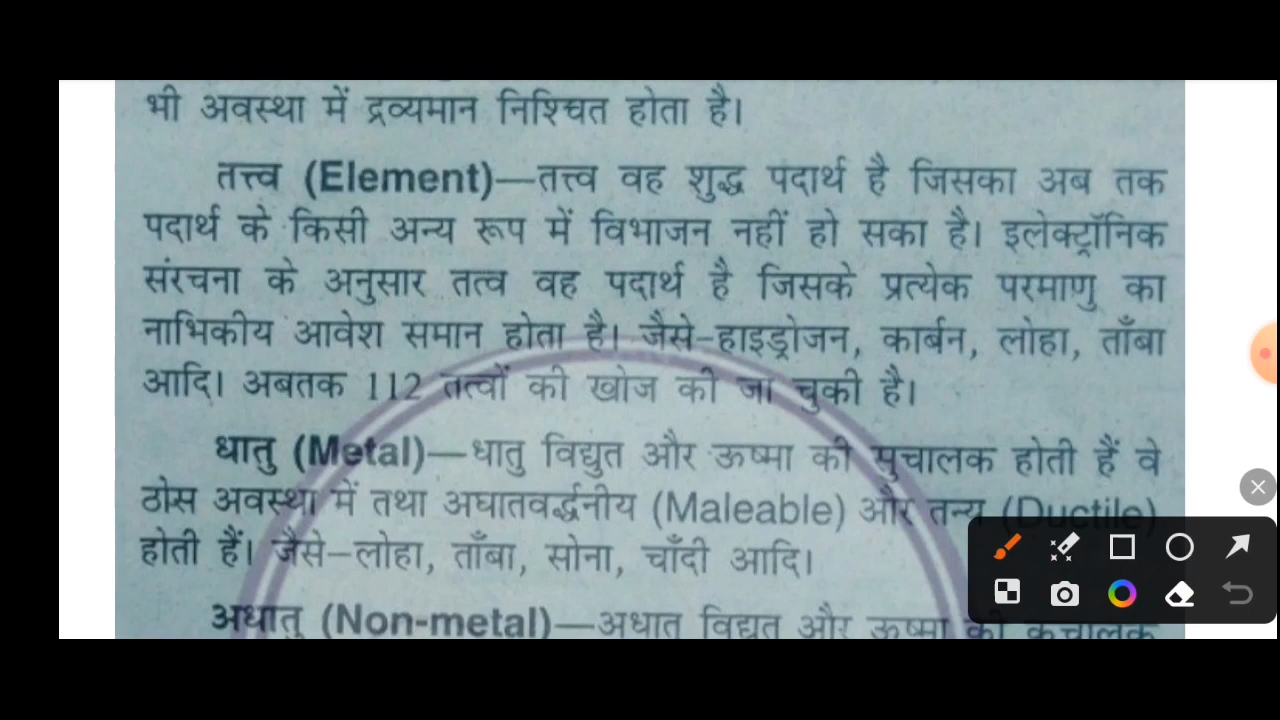 भी अवस्था में द्रव्यमान निश्चित होता है।
तत्त्व (Element)—तत्त्व वह शुद्ध पदार्थ है जिसका अब तक
पदार्थ के किसी अन्य रूप में विभाजन नहीं हो सका है। इलेक्ट्रॉनिक
संरचना के अनुसार तत्व वह पदार्थ है जिसके प्रत्येक परमाणु का
नाभिकीय आवेश समान होता है। जैसे–हाइड्रोजन, कार्बन, लोहा, ताँबा
आदि। अबतक 112 तत्वों की खोज की जा चुकी है।
धातु (Metal)—धातु विद्युत और ऊष्मा की सुचालक होती हैं वे
ठोस अवस्था में तथा अघातवर्द्धनीय (Maleable) और तन्य (Ductile)
होती हैं। जैसे–लोहा, ताँबा, सोना, चाँदी आदि।
अधातु (Non-metal)—अधातु विद्युत और ऊष्मा की कुचालक